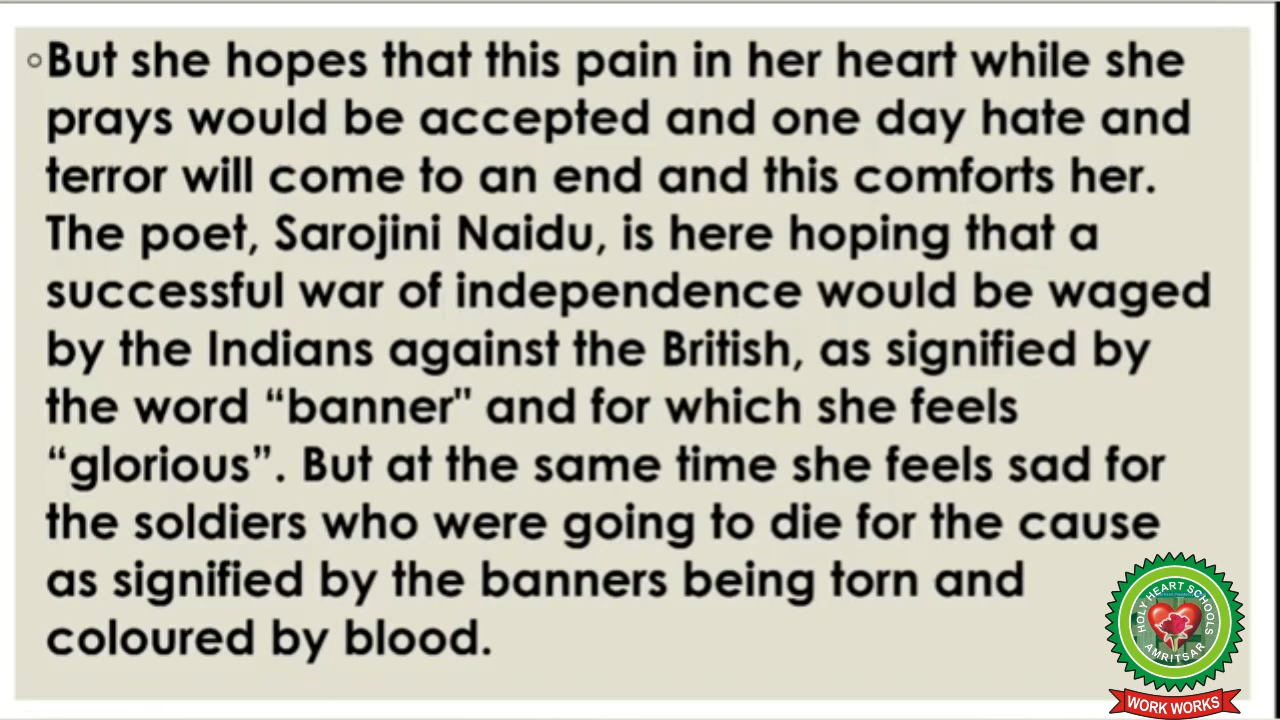 ◦But she hopes that this pain in her heart while she
prays would be accepted and one day hate and
terror will come to an end and this comforts her.
The poet, Sarojini Naidu, is here hoping that a
successful war of independence would be waged
by the Indians against the British, as signified by
the word “banner" and for which she feels
“glorious”. But at the same time she feels sad for
the soldiers who were going to die for the cause
as signified by the banners being torn and
coloured by blood.
HOLY HEART SCHOOLS
AMRITSAR
WORK WORKS